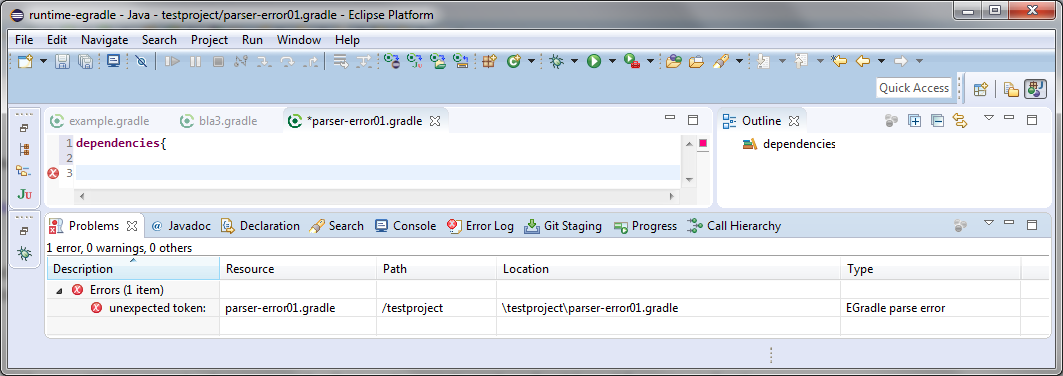 runtime-egradle - Java - testproject/parser-error01.gradle - Eclipse Platform
File Edit Navigate Search Project Run Window Help
Quick Access
example.gradle bla3.gradle *parser-error01.gradle Outline
1 dependencies{
2
3
dependencies
JU
Problems @ Javadoc Declaration Search Console Error Log Git Staging Progress Call Hierarchy
1 error, 0 warnings, 0 others
Description Resource Path Location Type
Errors (1 item)
unexpected token: parser-error01.gradle /testproject \testproject\parser-error01.gradle EGradle parse error